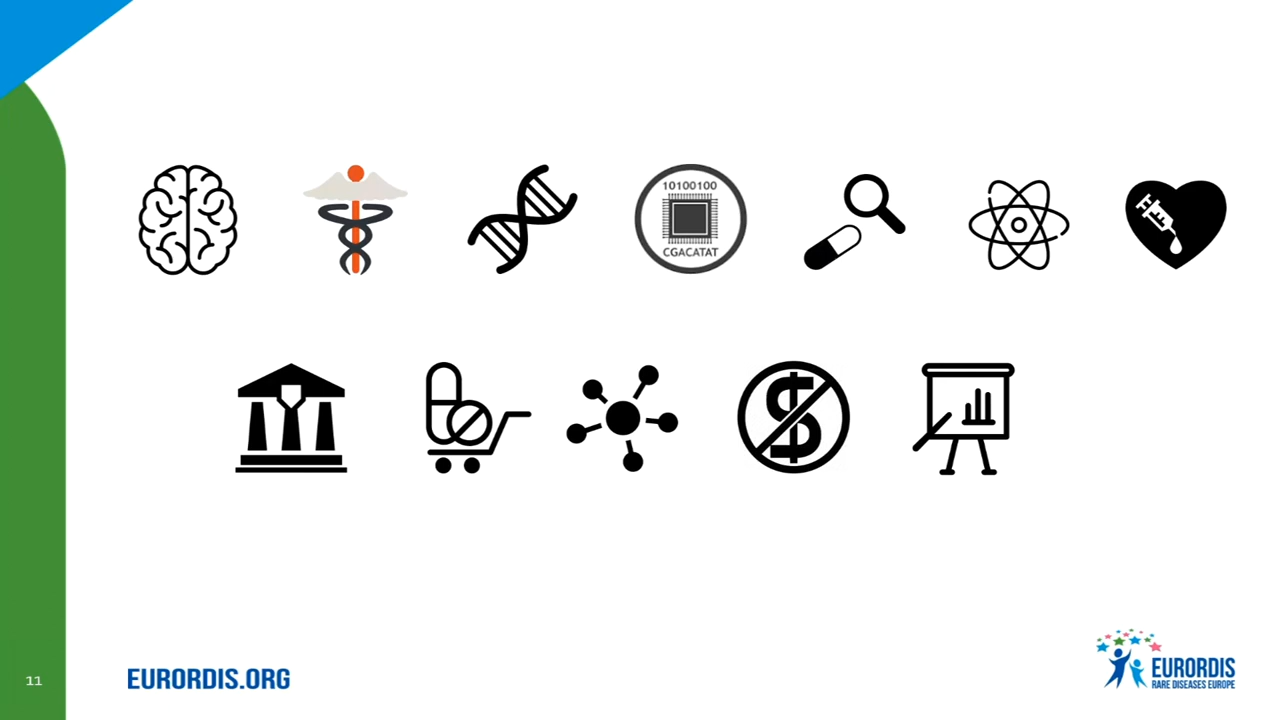 10100100
CGACATAT
$
11
EURORDIS.ORG
EURORDIS
RARE DISEASES EUROPE